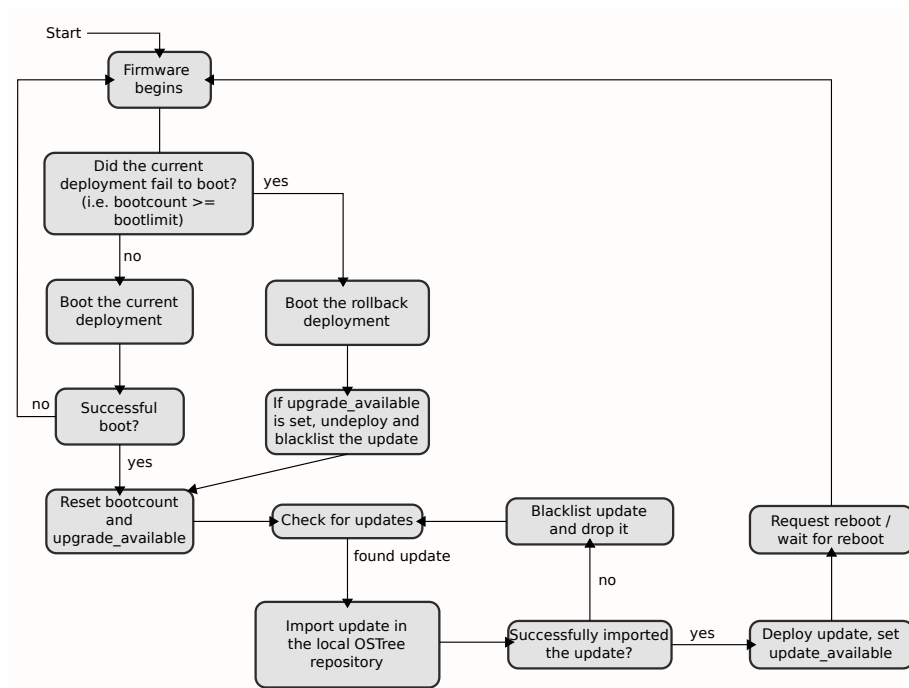 Start
Firmware
begins
Did the current
deployment fail to boot?
(i.e. bootcount >=
bootlimit)
yes
no
Boot the current
deployment
Boot the rollback
deployment
no
Successful
boot?
If upgrade_available
is set, undeploy and
blacklist the update
yes
Reset bootcount
and
upgrade_available
Check for updates
Blacklist update
and drop it
Request reboot /
wait for reboot
found update
no
Import update in
the local OSTree
repository
Successfully imported
the update?
yes
Deploy update, set
update_available